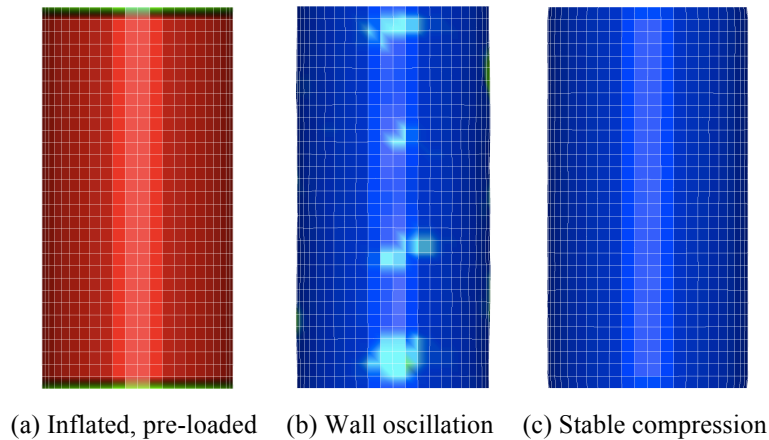 (a) Inflated, pre-loaded (b) Wall oscillation (c) Stable compression